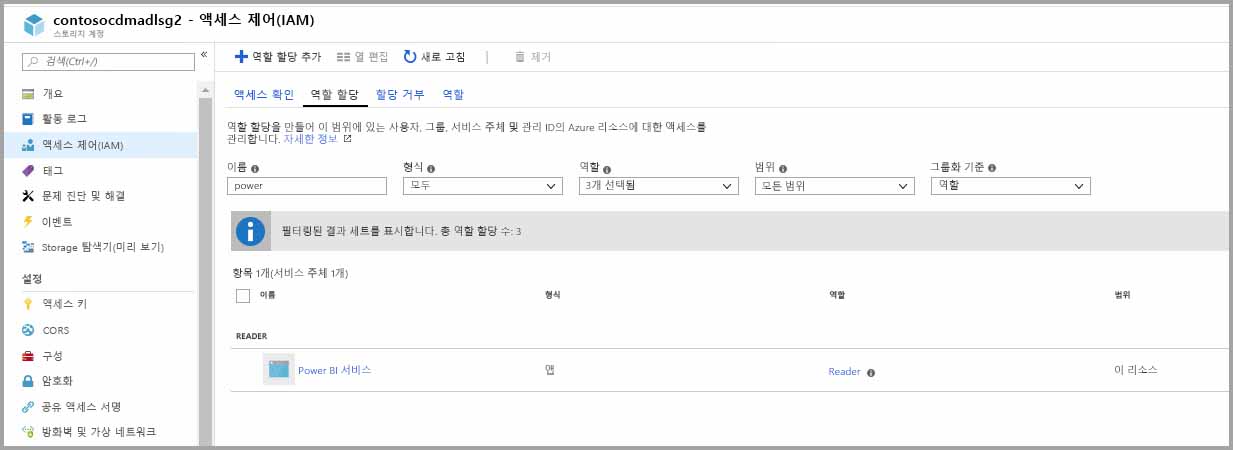 contosocdmadlsg2 - 액세스 제어(IAM)
스토리지 계정
검색(Ctrl+/)
«
개요
활동 로그
액세스 제어(IAM)
태그
문제 진단 및 해결
이벤트
Storage 탐색기(미리 보기)
설정
액세스 키
CORS
구성
암호화
공유 액세스 서명
방화벽 및 가상 네트워크
역할 할당 추가 열 편집 새로 고침 제거
액세스 확인 역할 할당 할당 거부 역할
역할 할당을 만들어 이 범위에 있는 사용자, 그룹, 서비스 주체 및 관리 ID의 Azure 리소스에 대한 액세스를
관리합니다. 자세한 정보
이름 형식 역할 범위 그룹화 기준
power 모두 3개 선택됨 모든 범위 역할
필터링된 결과 세트를 표시합니다. 총 역할 할당 수: 3
항목 1개(서비스 주체 1개)
이름 형식 역할 범위
READER
Power BI 서비스 앱 Reader 이 리소스